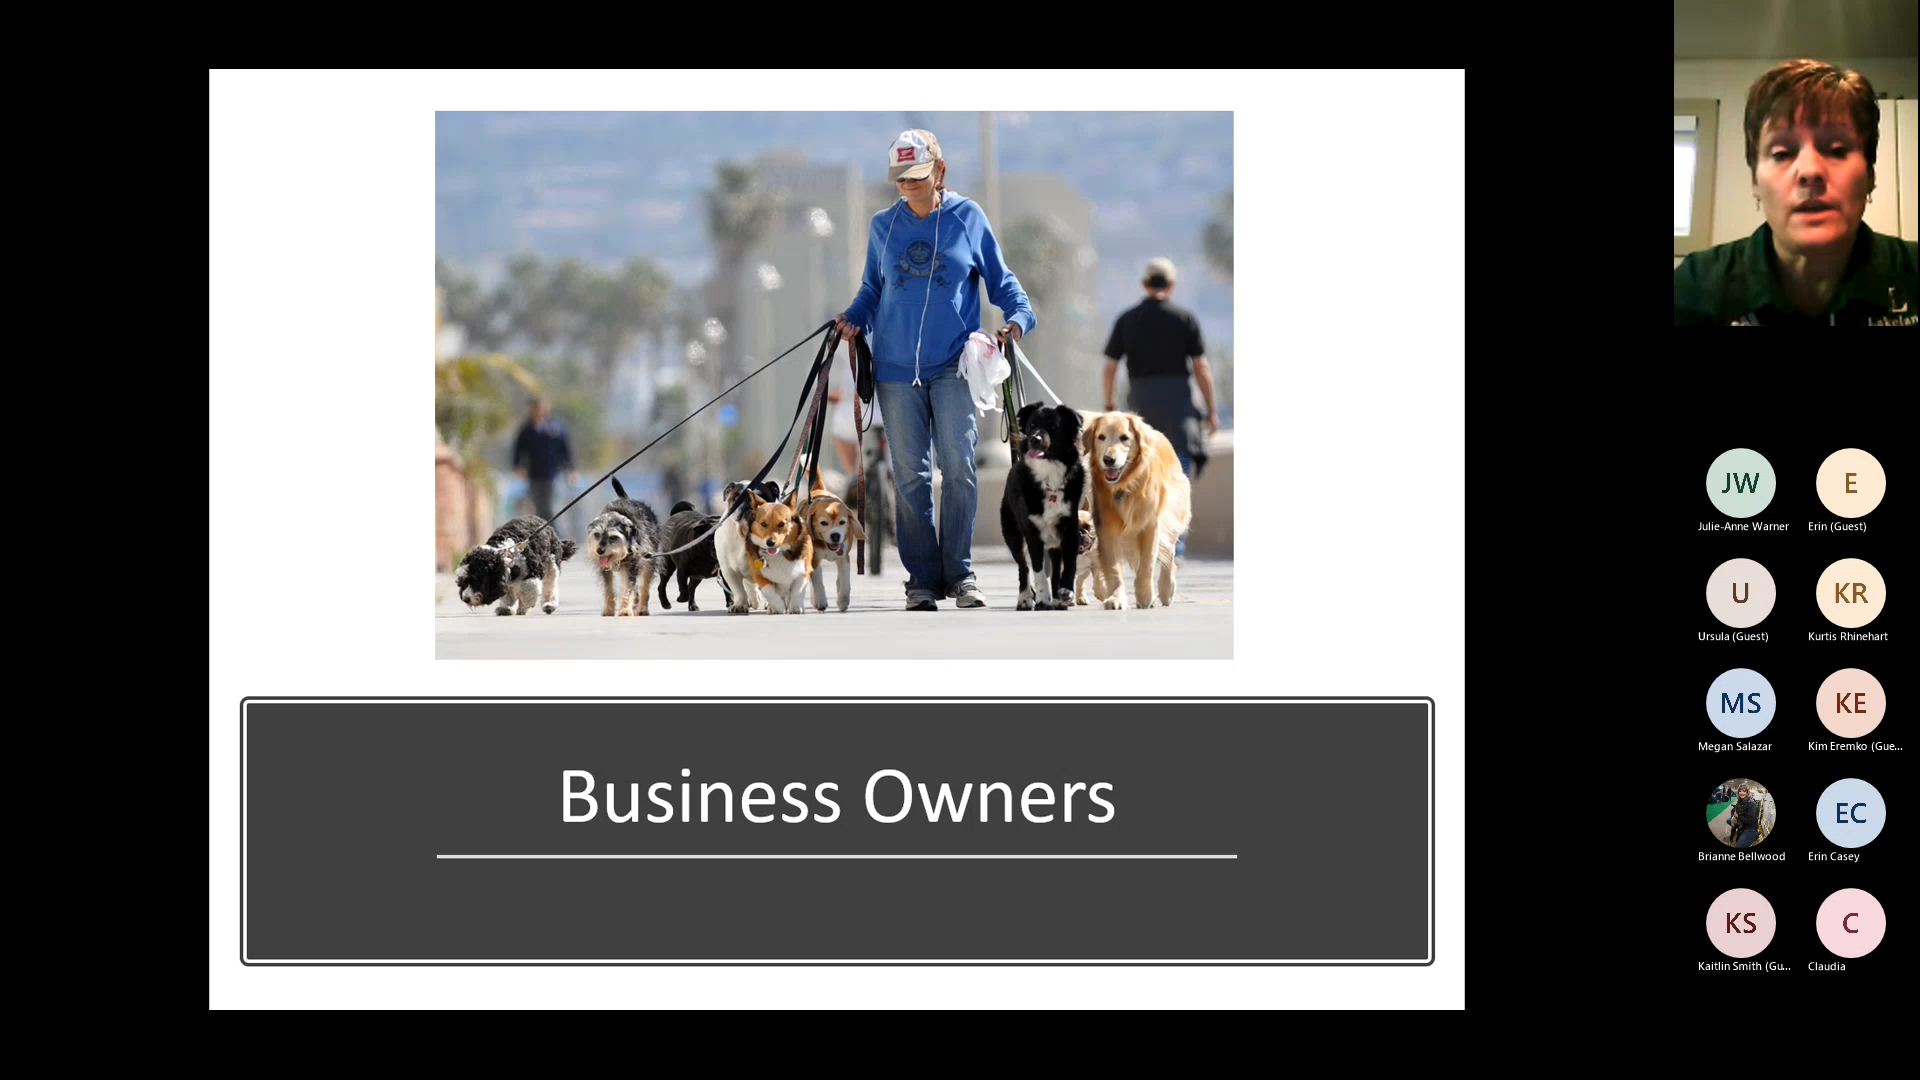 Business Owners
JW
E
Julie-Anne Warner
Erin (Guest)
U
KR
Ursula (Guest)
Kurtis Rhinehart
MS
KE
Megan Salazar
Kim Eremko (Gue...
EC
Brianne Bellwood
Erin Casey
KS
C
Kaitlin Smith (Gu...
Claudia